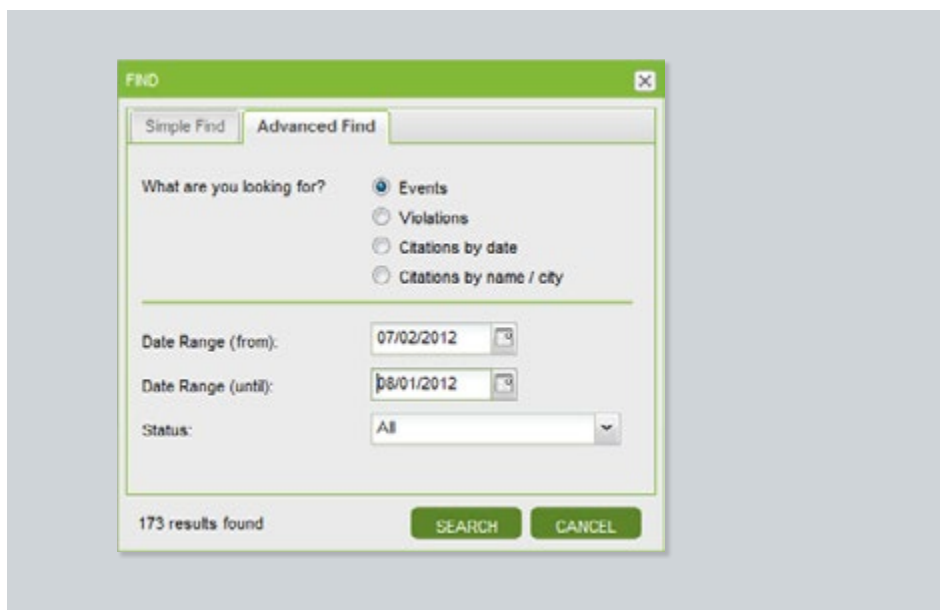 FIND
Simple Find Advanced Find
What are you looking for? Events
Violations
Citations by date
Citations by name / city
Date Range (from): 07/02/2012
Date Range (until): 08/01/2012
Status: All
173 results found SEARCH CANCEL